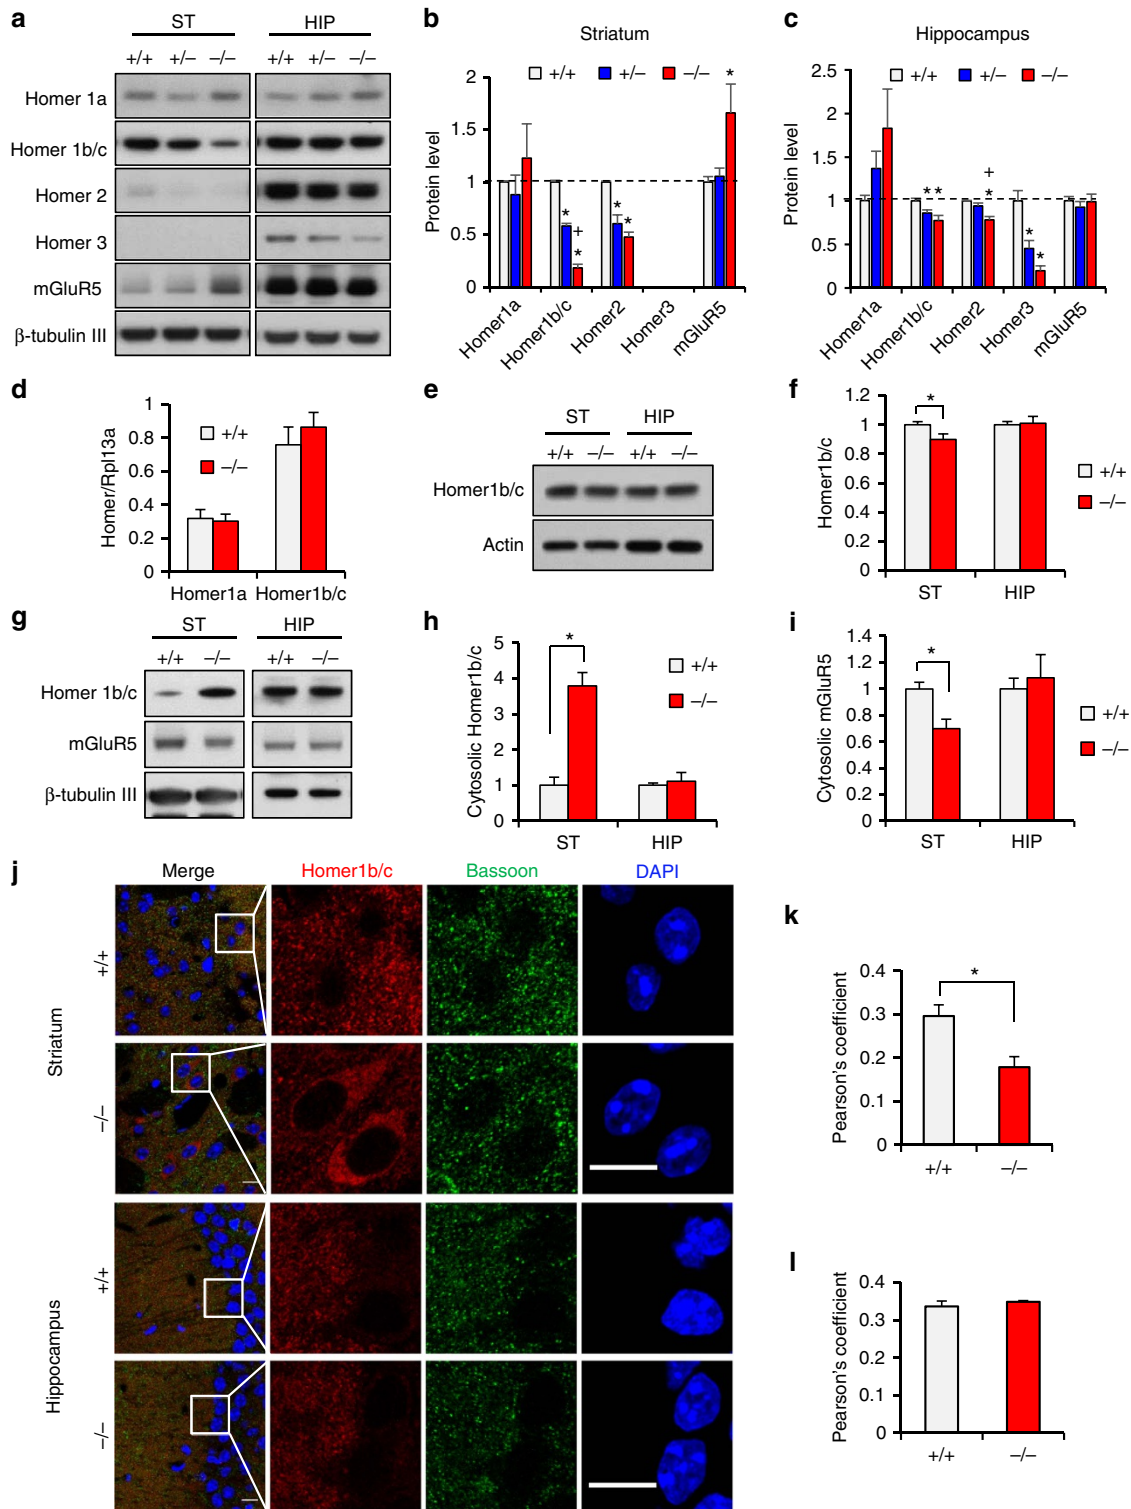 a
ST HIP
+/+ +/– –/– +/+ +/– –/–
Homer 1a
Homer 1b/c
Homer 2
Homer 3
mGluR5
β-tubulin III
b
Striatum
+/+ +/– –/–
Protein level
2
1.5
1
0.5
0
* + * * * *
Homer1a Homer1b/c Homer2 Homer3 mGluR5
c
Hippocampus
+/+ +/– –/–
Protein level
2.5
2
1.5
1
0.5
0
* * + * * *
Homer1a Homer1b/c Homer2 Homer3 mGluR5
d
Homer/Rpl13a
1
0.8
0.6
0.4
0.2
0
+/+
–/–
Homer1a Homer1b/c
e
ST HIP
+/+ –/– +/+ –/–
Homer1b/c
Actin
f
Homer1b/c
1.2
1
0.8
0.6
0.4
0.2
0
*
+/+
–/–
ST HIP
g
ST HIP
+/+ –/– +/+ –/–
Homer 1b/c
mGluR5
β-tubulin III
h
Cytosolic Homer1b/c
5
4
3
2
1
0
*
+/+
–/–
ST HIP
i
Cytosolic mGluR5
1.4
1.2
1
0.8
0.6
0.4
0.2
0
*
+/+
–/–
ST HIP
j
Merge Homer1b/c Bassoon DAPI
Striatum
+/+
–/–
Hippocampus
+/+
–/–
k
Pearson's coefficient
0.4
0.3
0.2
0.1
0
*
+/+ –/–
l
Pearson's coefficient
0.4
0.3
0.2
0.1
0
+/+ –/–